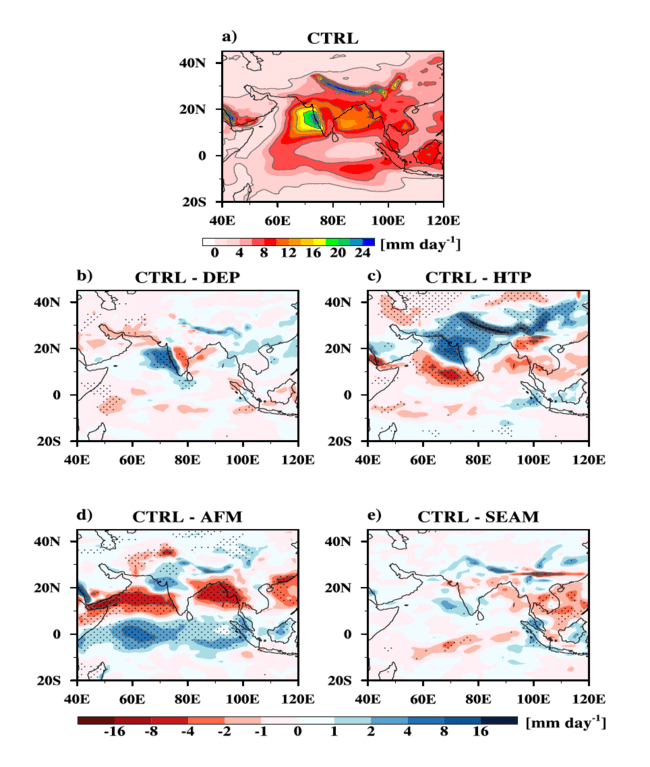 a) CTRL
40N
20N
0
20S
40E 60E 80E 100E 120E
0 4 8 12 16 20 24 [mm day-1]
b) CTRL - DEP
40N
20N
0
20S
40E 60E 80E 100E 120E
c) CTRL - HTP
40N
20N
0
20S
40E 60E 80E 100E 120E
d) CTRL - AFM
40N
20N
0
20S
40E 60E 80E 100E 120E
e) CTRL - SEAM
40N
20N
0
20S
40E 60E 80E 100E 120E
-16 -8 -4 -2 -1 0 1 2 4 8 16 [mm day-1]